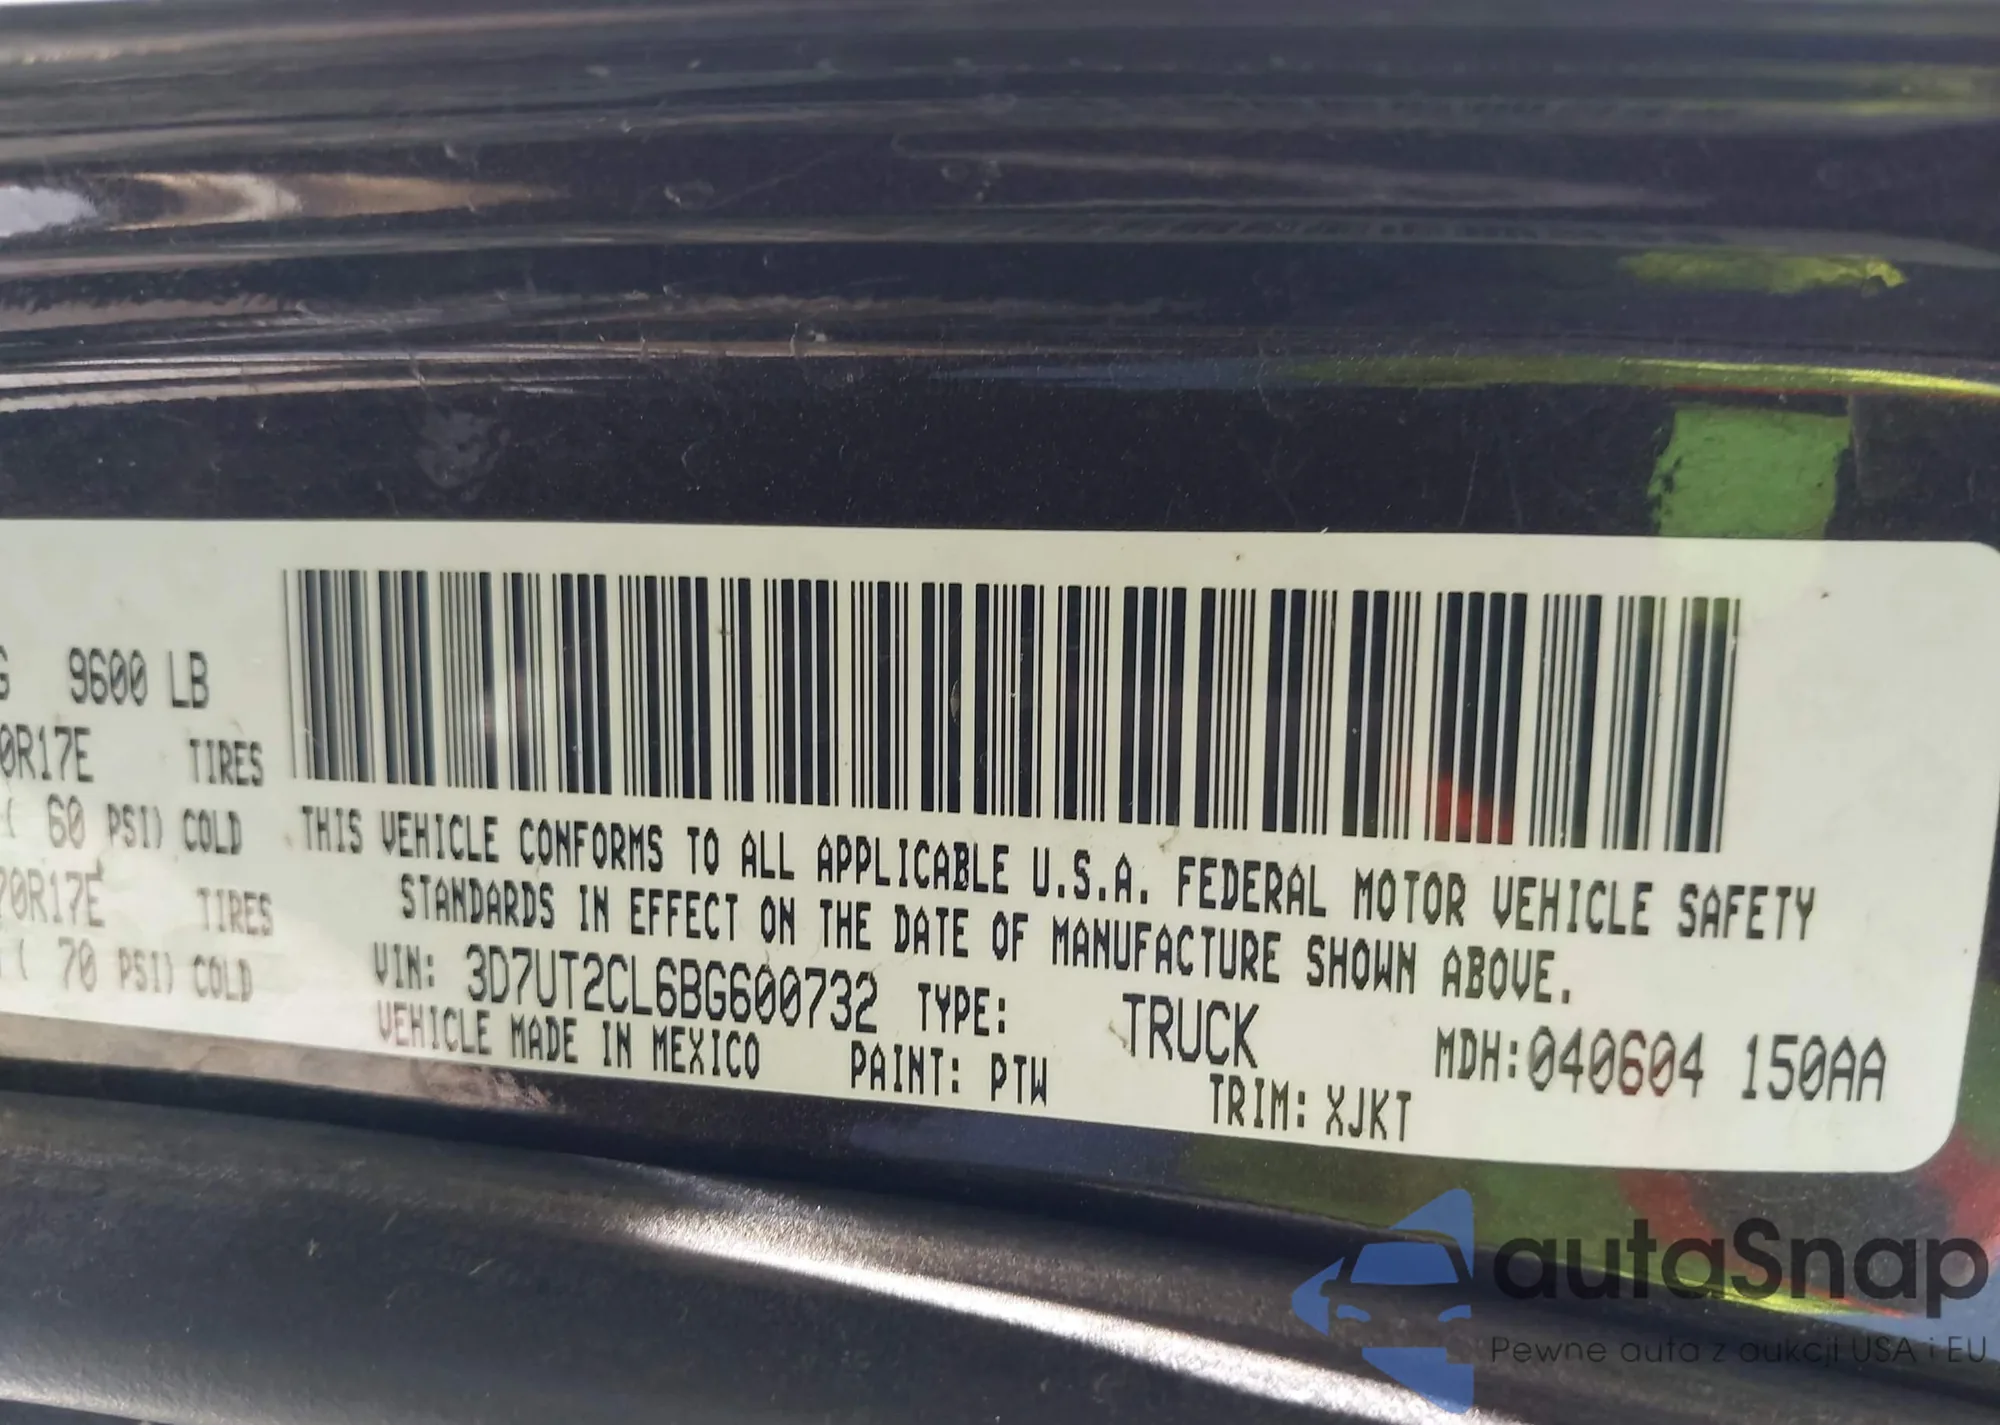 G 9600 LB
0R17E TIRES
( 60 PSI) COLD
70R17E TIRES
( 70 PSI) COLD
THIS VEHICLE CONFORMS TO ALL APPLICABLE U.S.A. FEDERAL MOTOR VEHICLE SAFETY
STANDARDS IN EFFECT ON THE DATE OF MANUFACTURE SHOWN ABOVE.
VIN: 3D7UT2CL6BG600732 TYPE: TRUCK MDH:040604 150AA
VEHICLE MADE IN MEXICO PAINT: PTW TRIM: XJKT
autaSnap
Pewne auta z aukcji USA i EU